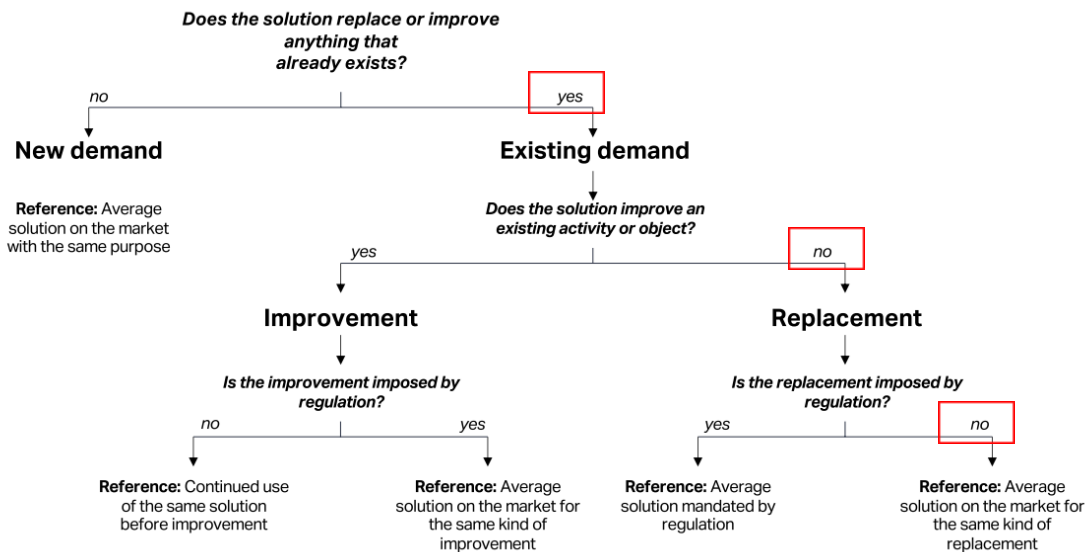 Does the solution replace or improve
anything that
already exists?
no
yes
New demand
Existing demand
Reference: Average
solution on the market
with the same purpose
Does the solution improve an
existing activity or object?
yes
no
Improvement
Replacement
Is the improvement imposed by
regulation?
Is the replacement imposed by
regulation?
no
yes
yes
no
Reference: Continued use
of the same solution
before improvement
Reference: Average
solution on the market for
the same kind of
improvement
Reference: Average
solution mandated by
regulation
Reference: Average
solution on the market for
the same kind of
replacement